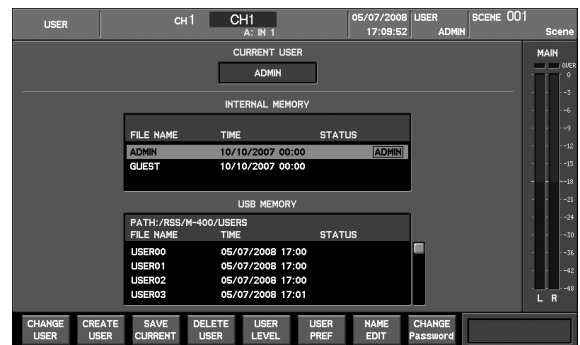 USER
CH 1 CH1
A: IN 1
05/07/2008
17:09:52
USER
ADMIN
SCENE 001
Scene
CURRENT USER
ADMIN
INTERNAL MEMORY
FILE NAME TIME STATUS
ADMIN 10/10/2007 00:00 ADMIN
GUEST 10/10/2007 00:00
USB MEMORY
PATH:/RSS/M-400/USERS
FILE NAME TIME STATUS
USER00 05/07/2008 17:00
USER01 05/07/2008 17:00
USER02 05/07/2008 17:00
USER03 05/07/2008 17:01
MAIN
OVER
0
-3
-6
-9
-12
-15
-18
-21
-24
-30
-36
-42
-48
L R
CHANGE USER
CREATE USER
SAVE CURRENT
DELETE USER
USER LEVEL
USER PREF
NAME EDIT
CHANGE Password